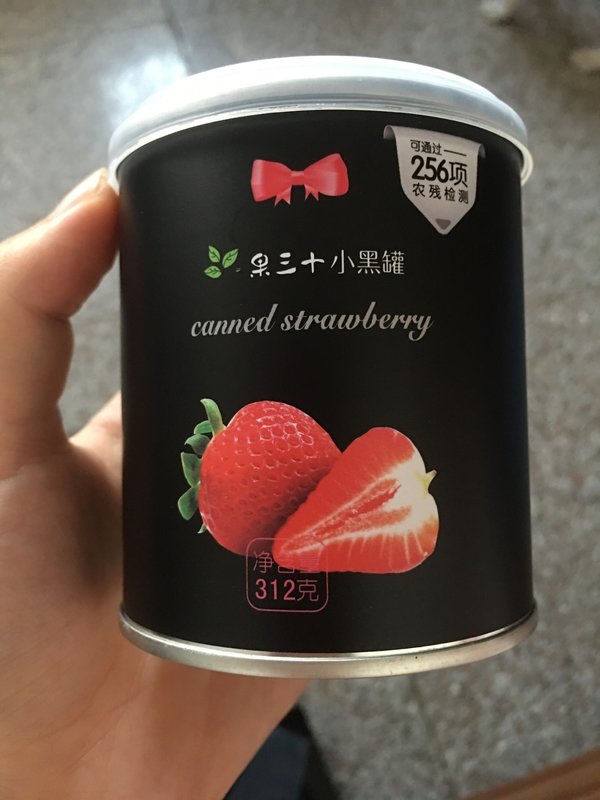 可通过
256项
农残检测
果三十小黑罐
canned strawberry
净含量
312克